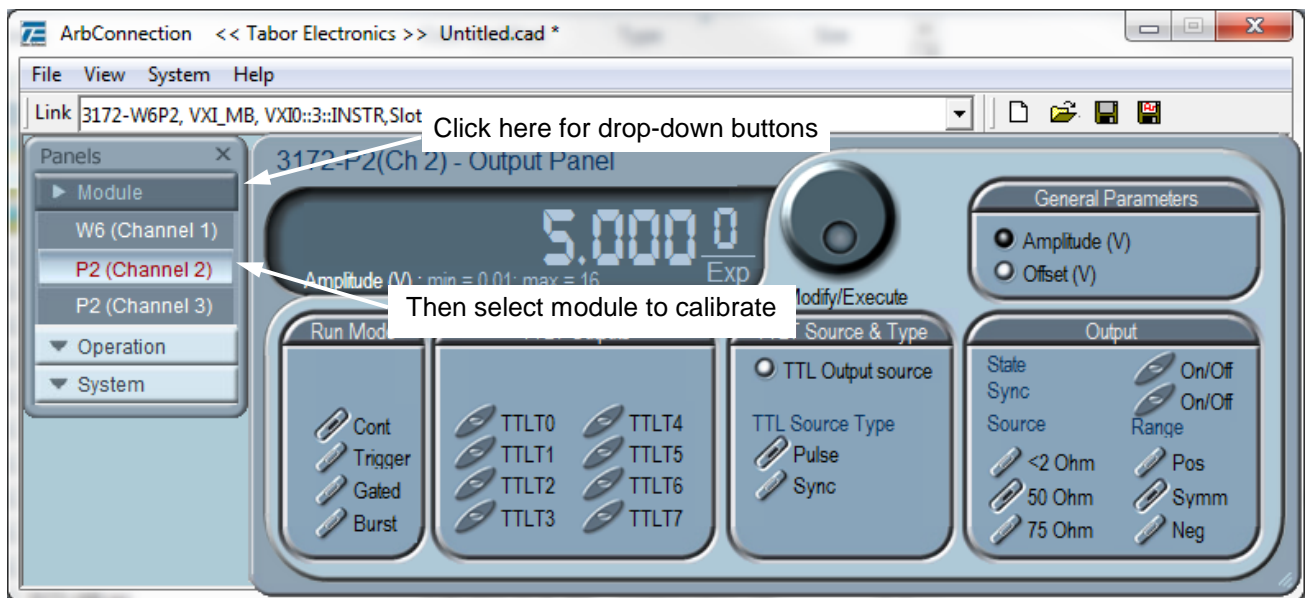 ArbConnection << Tabor Electronics >> Untitled.cad *
File View System Help
Link 3172-W6P2, VXI_MB, VXI0::3::INSTR,Slot
Click here for drop-down buttons
Panels ×
Module
W6 (Channel 1)
P2 (Channel 2)
P2 (Channel 3)
Operation
System
3172-P2(Ch 2) - Output Panel
5.000 0
Exp
Amplitude (V) : min = 0.01; max = 16
Then select module to calibrate
Modify/Execute
General Parameters
Amplitude (V)
Offset (V)
Run Mode
Cont
Trigger
Gated
Burst
TTLT0
TTLT1
TTLT2
TTLT3
TTLT4
TTLT5
TTLT6
TTLT7
Source & Type
TTL Output source
TTL Source Type
Pulse
Sync
Output
State On/Off
Sync On/Off
Source
<2 Ohm
50 Ohm
75 Ohm
Range
Pos
Symm
Neg